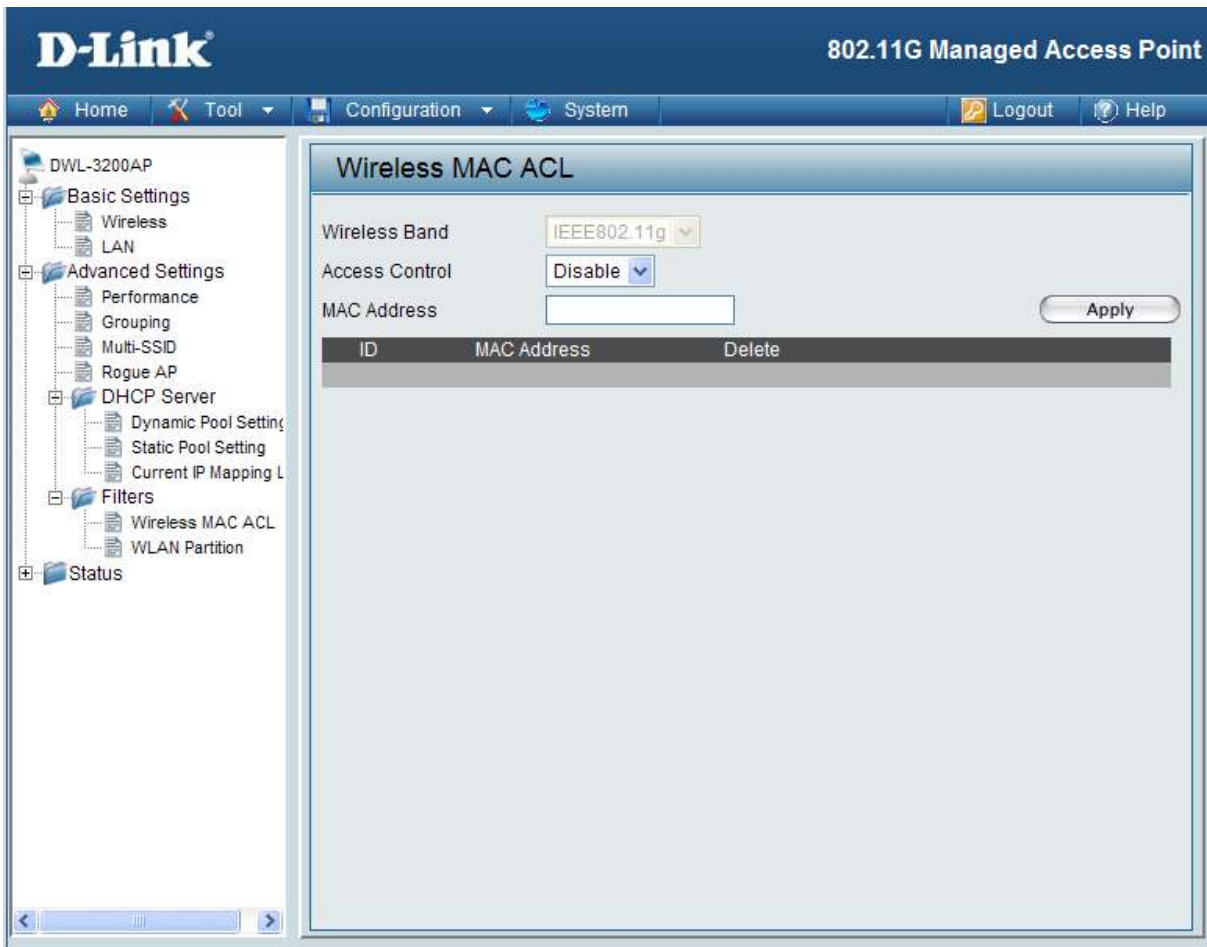 D-Link®
802.11G Managed Access Point
Home Tool Configuration System Logout Help
DWL-3200AP
Basic Settings
Wireless
LAN
Advanced Settings
Performance
Grouping
Multi-SSID
Rogue AP
DHCP Server
Dynamic Pool Setting
Static Pool Setting
Current IP Mapping L
Filters
Wireless MAC ACL
WLAN Partition
Status
Wireless MAC ACL
Wireless Band IEEE802.11g
Access Control Disable
MAC Address Apply
ID MAC Address Delete